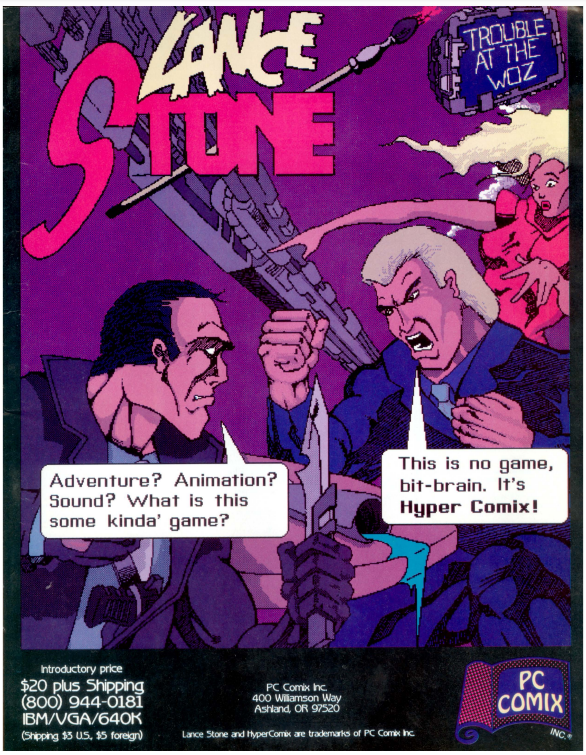 LANCE
STONE
TROUBLE
AT THE
WOZ
Adventure? Animation?
Sound? What is this
some kinda' game?
This is no game,
bit-brain. It's
Hyper Comix!
Introductory price
$20 plus Shipping
(800) 944-0181
IBM/VGA/640K
(Shipping $3 U.S., $5 foreign)
PC Comix Inc.
400 Williamson Way
Ashland, OR 97520
Lance Stone and HyperComix are trademarks of PC Comix Inc.
PC
COMIX
INC.®